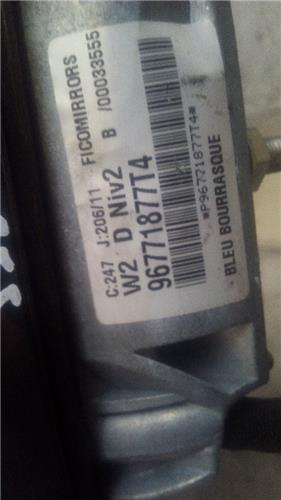 C:247 J:206/11 FICOMIRRORS
W2 D Niv2 B /00033555
96771877T4
*P96771877T4*
BLEU BOURRASQUE